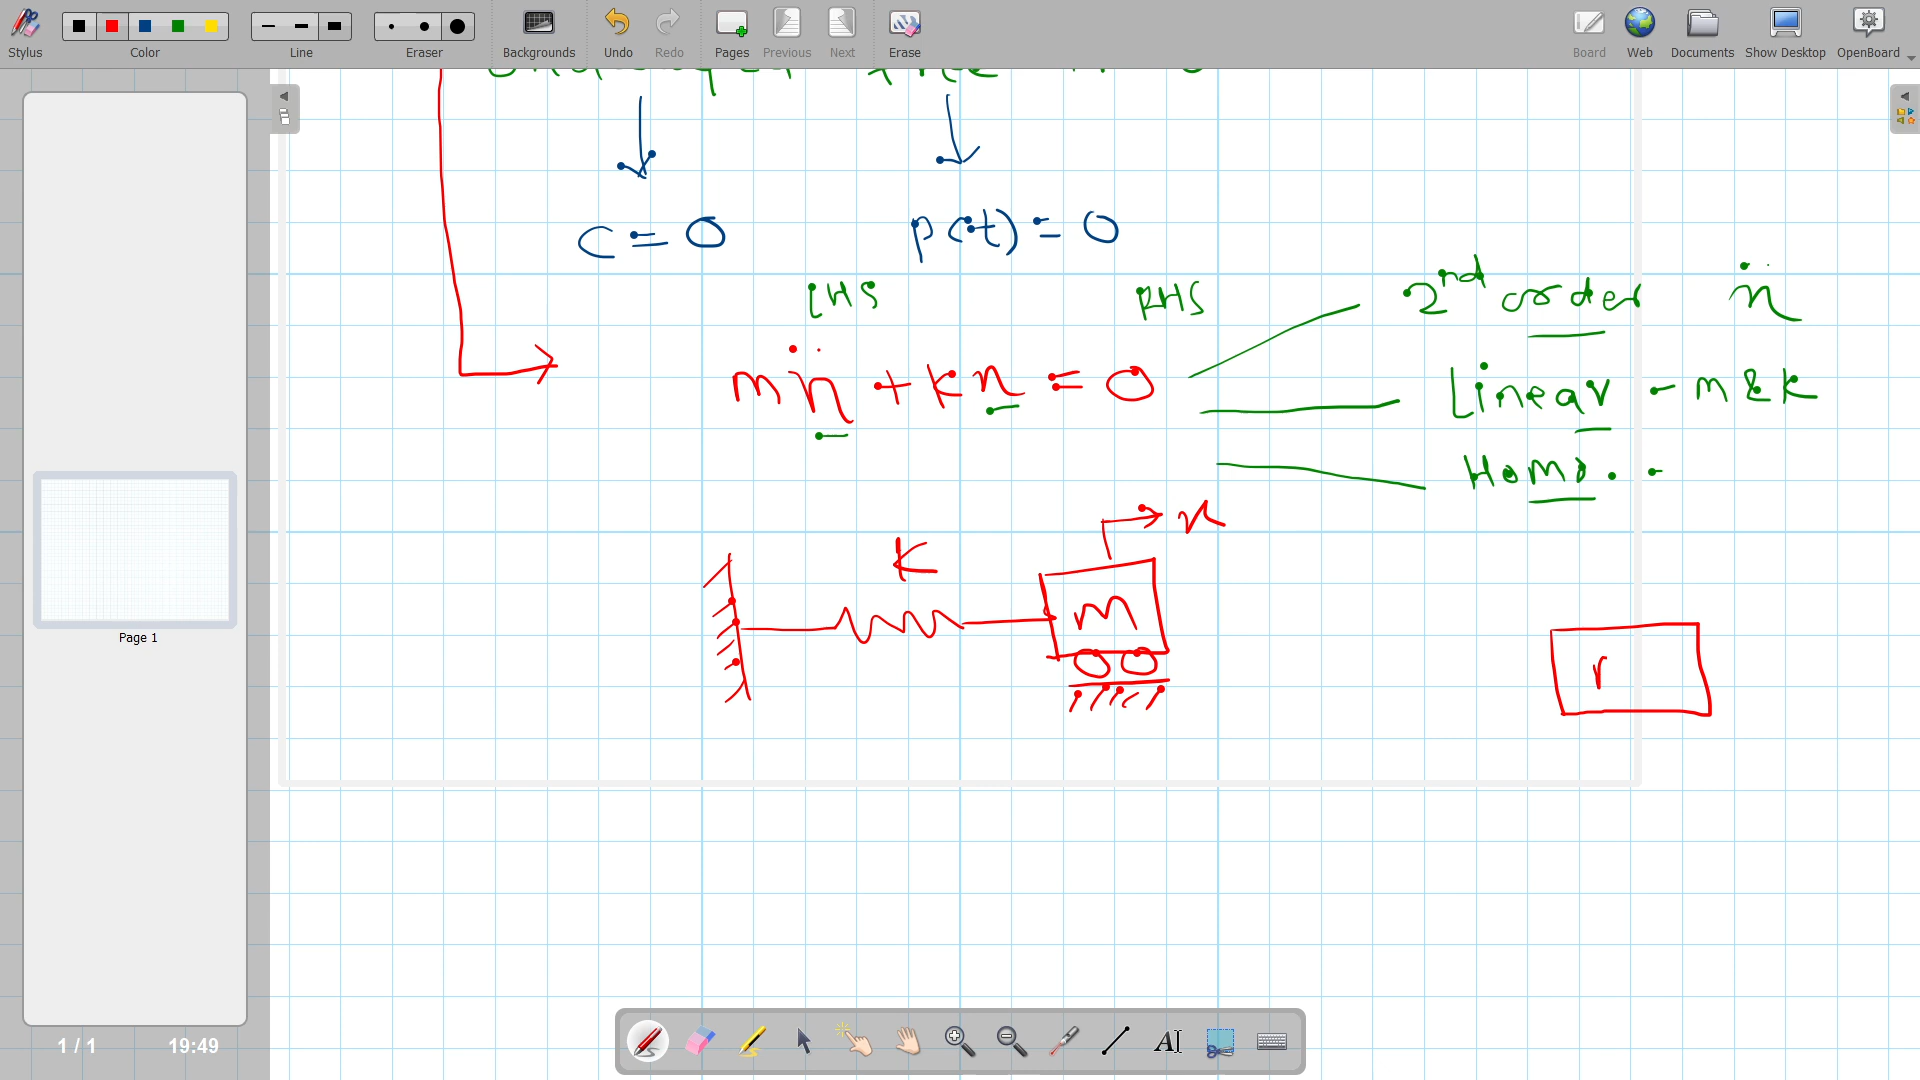 Stylus Color Line Eraser Backgrounds Undo Redo Pages Previous Next Erase Board Web Documents Show Desktop OpenBoard
c = 0 p(t) = 0
LHS RHS 2nd order ẍ
mẍ + kx = 0 Linear - m & k
Homo.
x
K
m
r
Page 1
1 / 1 19:49